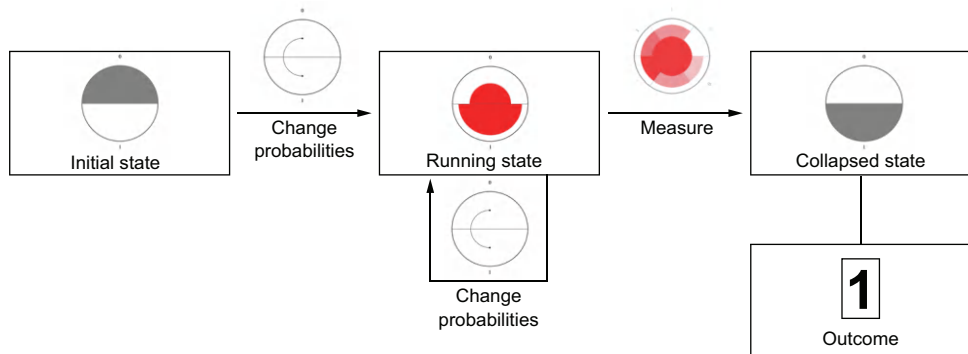 Initial state
Change
probabilities
Running state
Change
probabilities
Measure
Collapsed state
1
Outcome